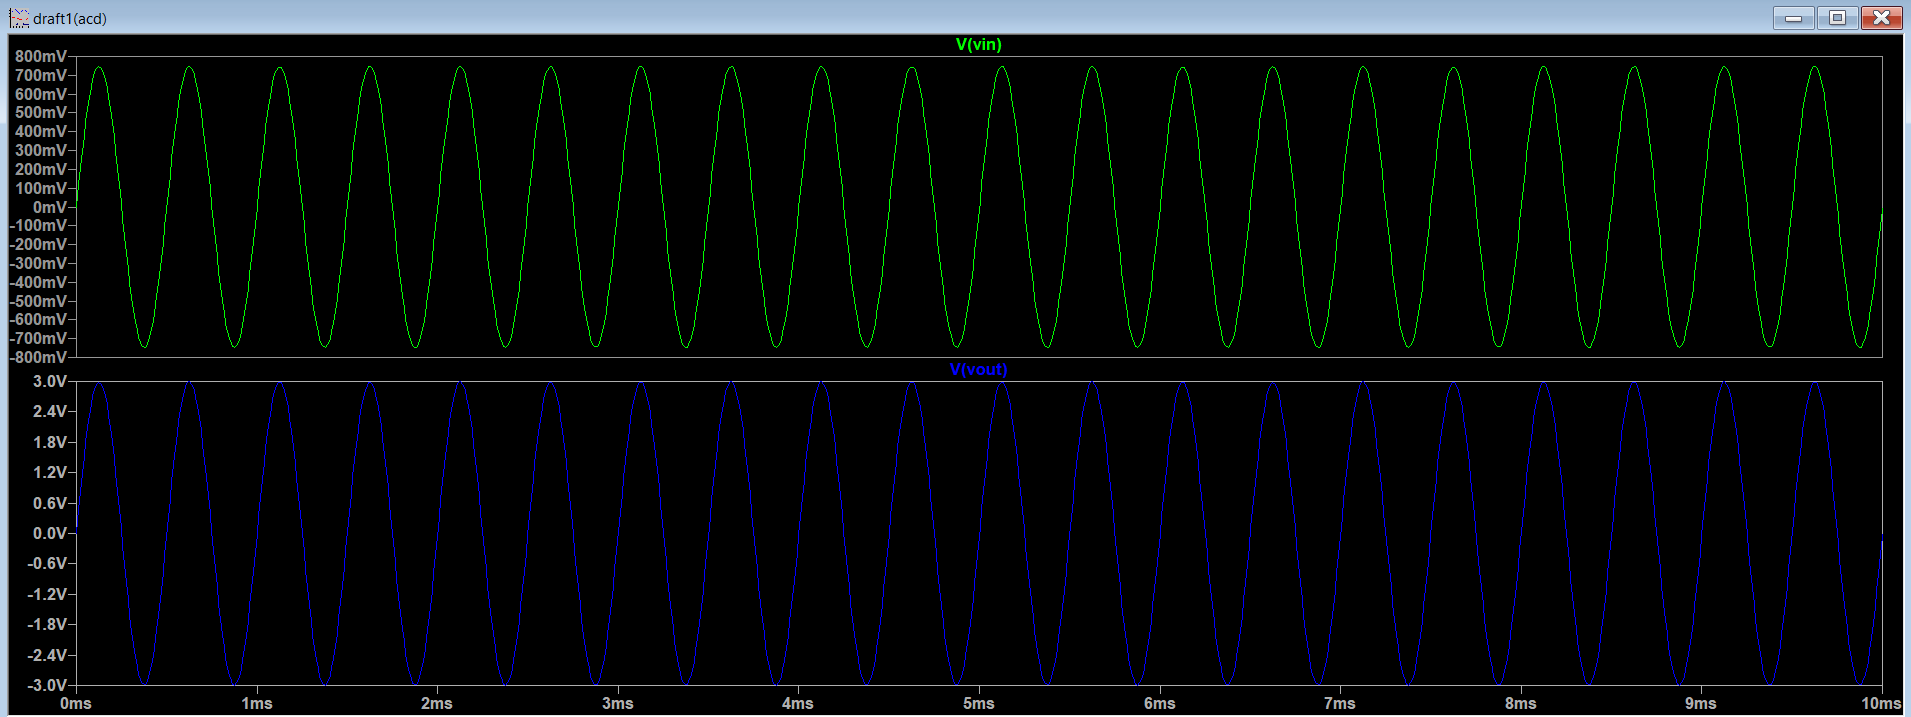 draft1(acd)
V(vin)
800mV
700mV
600mV
500mV
400mV
300mV
200mV
100mV
0mV
-100mV
-200mV
-300mV
-400mV
-500mV
-600mV
-700mV
-800mV
V(vout)
3.0V
2.4V
1.8V
1.2V
0.6V
0.0V
-0.6V
-1.2V
-1.8V
-2.4V
-3.0V
0ms 1ms 2ms 3ms 4ms 5ms 6ms 7ms 8ms 9ms 10ms